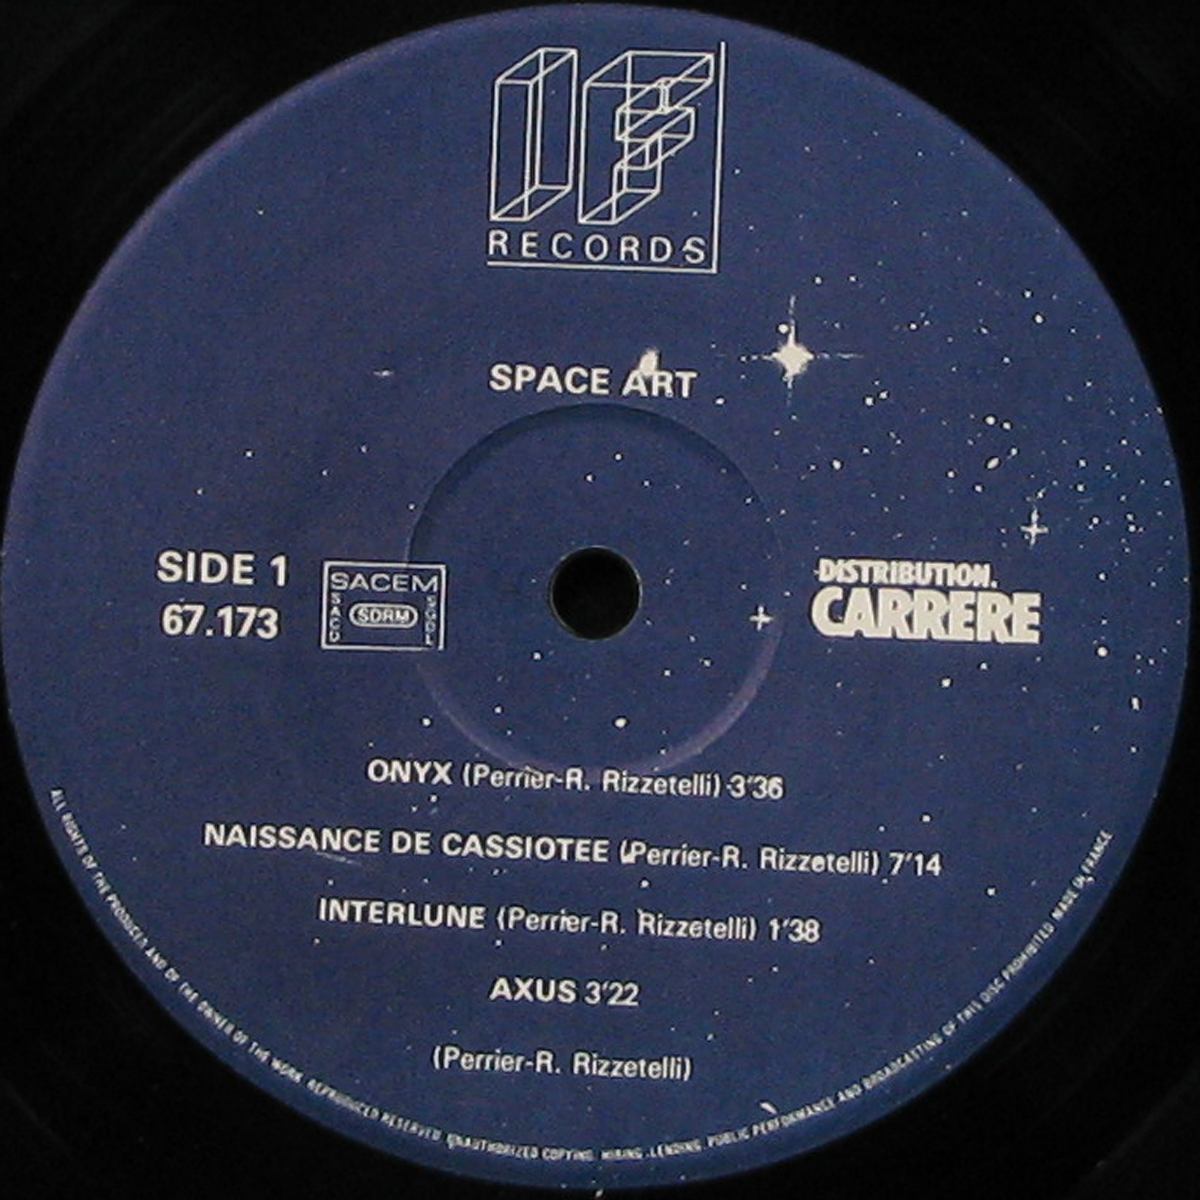 IF
RECORDS
SPACE ART
SIDE 1
67.173
SACEM
SACD
SDRM
SGDL
DISTRIBUTION.
CARRERE
ONYX (Perrier-R. Rizzetelli) 3'36
NAISSANCE DE CASSIOTEE (Perrier-R. Rizzetelli) 7'14
INTERLUNE (Perrier-R. Rizzetelli) 1'38
AXUS 3'22
(Perrier-R. Rizzetelli)
ALL RIGHTS OF THE PRODUCER AND OF THE OWNER OF THE WORK REPRODUCED RESERVED UNAUTHORIZED COPYING. HIRING. LENDING. PUBLIC PERFORMANCE AND BROADCASTING OF THIS DISC PROHIBITED MADE IN FRANCE